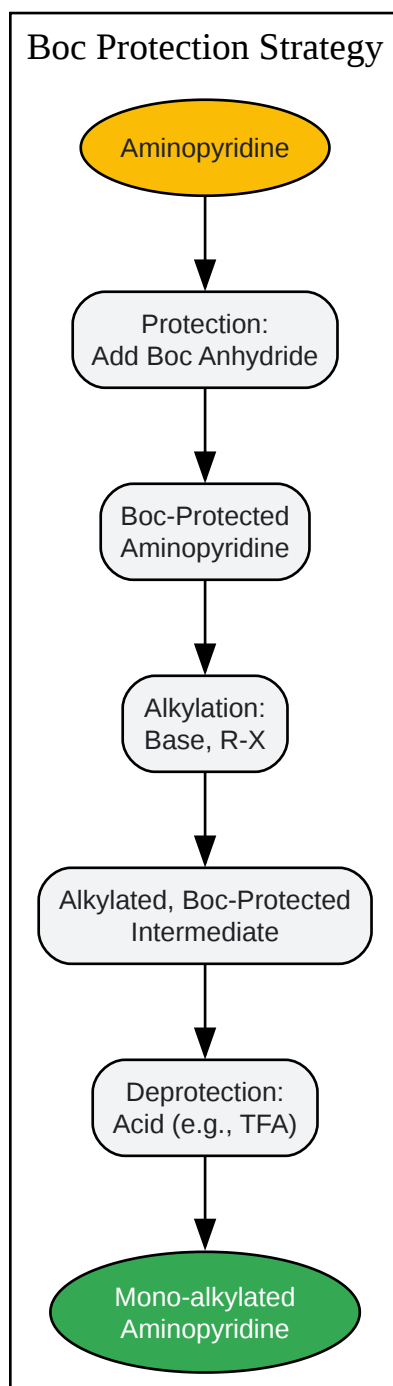 Boc Protection Strategy
Aminopyridine
Protection:
Add Boc Anhydride
Boc-Protected
Aminopyridine
Alkylation:
Base, R-X
Alkylated, Boc-Protected
Intermediate
Deprotection:
Acid (e.g., TFA)
Mono-alkylated
Aminopyridine